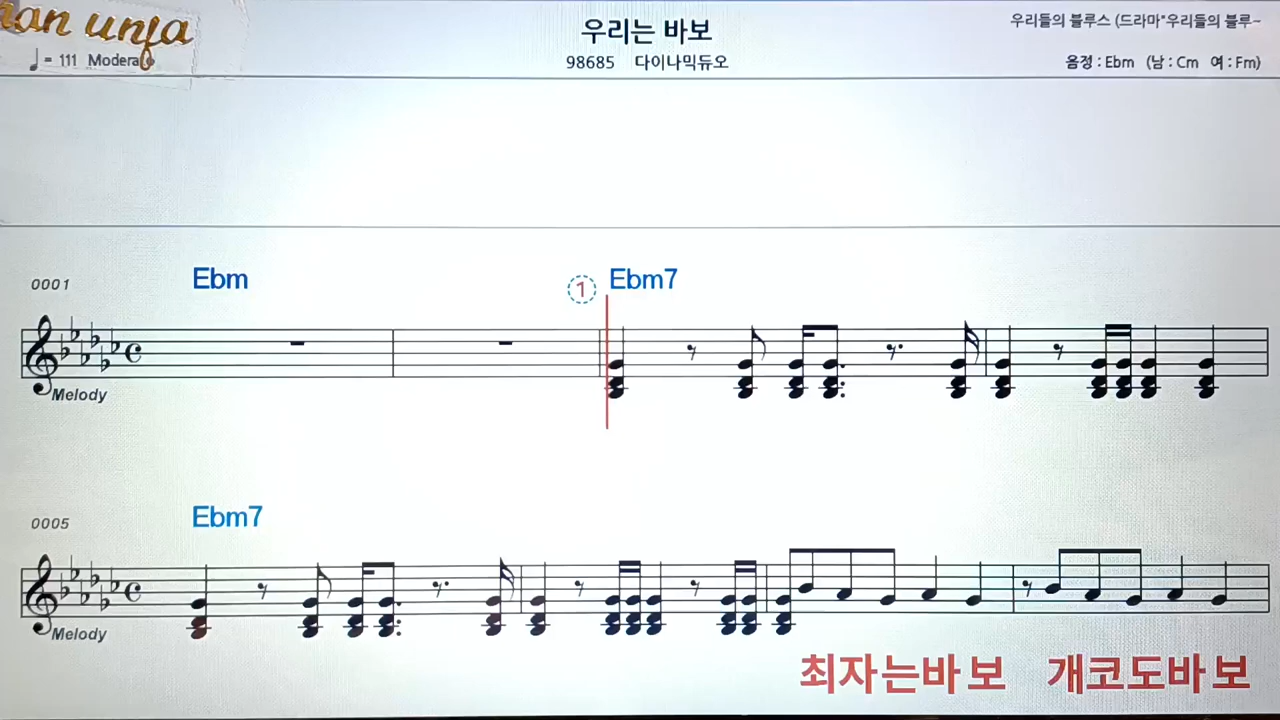 우리는 바보
우리들의 블루스 (드라마"우리들의 블루~
= 111 Moderato
98685 다이나믹듀오
음정 : Ebm (남 : Cm 여 : Fm)
0001 Ebm ① Ebm7
Melody
0005 Ebm7
Melody
최자는바 보 개코도바 보